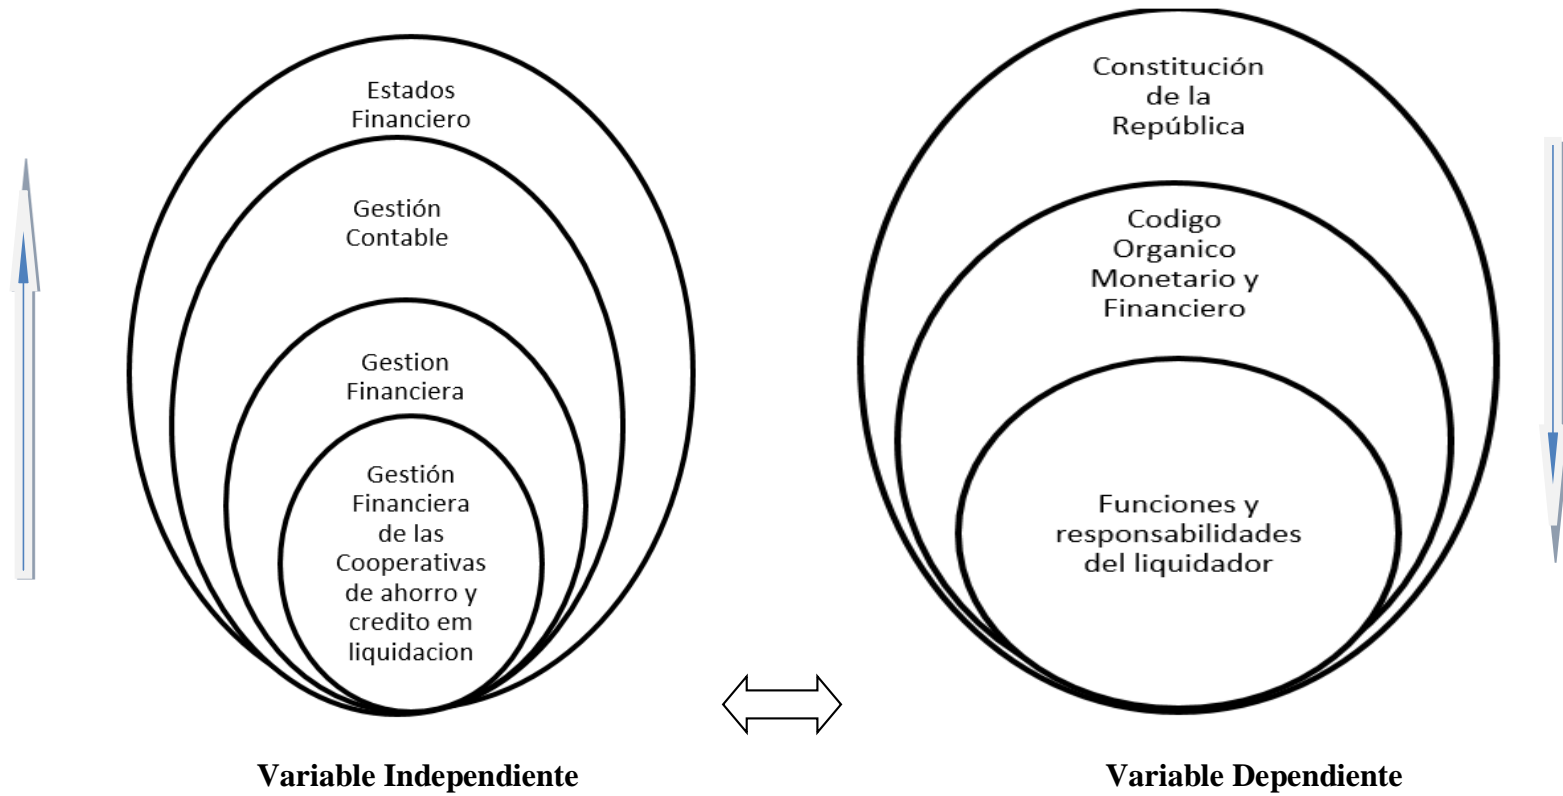 Estados
Financiero
Gestión
Contable
Gestion
Financiera
Gestión
Financiera
de las
Cooperativas
de ahorro y
credito em
liquidacion
Variable Independiente
Constitución
de la
República
Codigo
Organico
Monetario y
Financiero
Funciones y
responsabilidades
del liquidador
Variable Dependiente